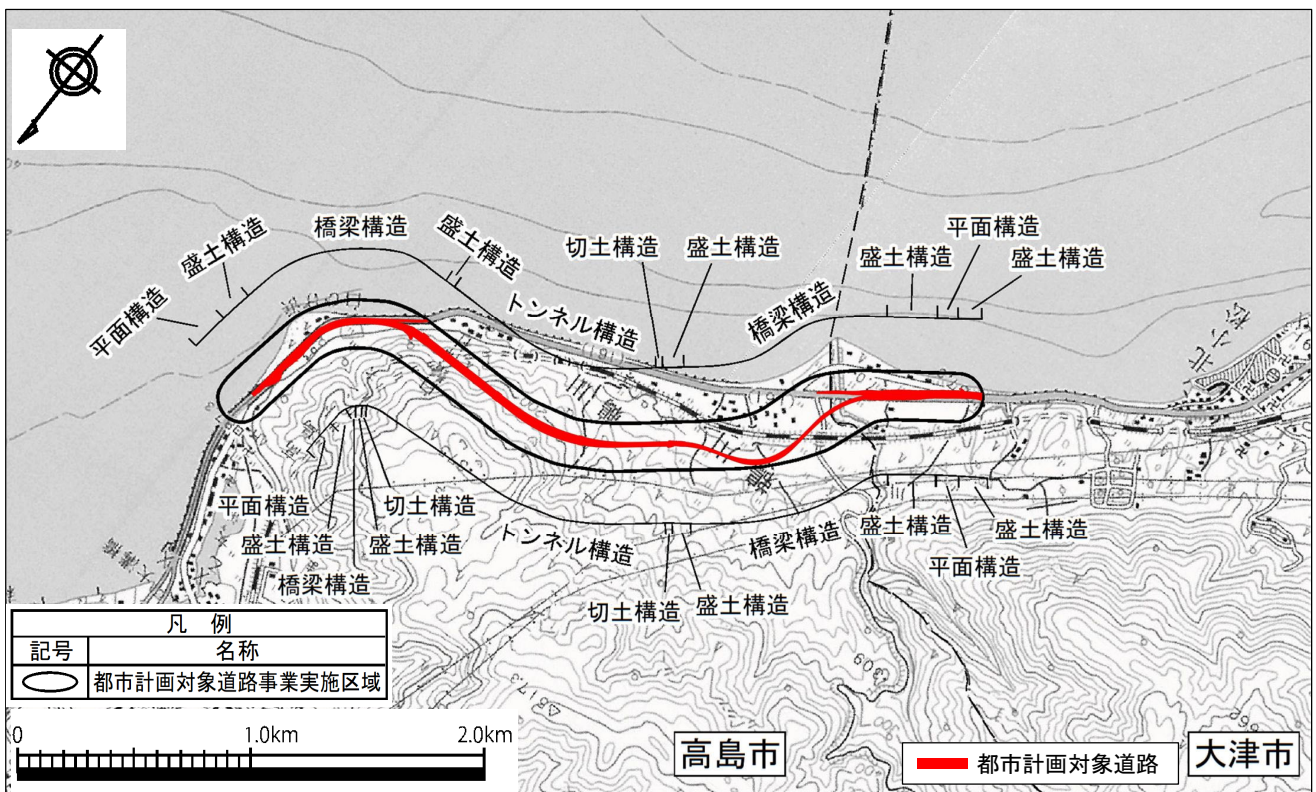 橋梁構造
盛土構造
盛土構造
平面構造
トンネル構造
切土構造
盛土構造
橋梁構造
盛土構造
平面構造
盛土構造
平面構造
盛土構造
橋梁構造
盛土構造
切土構造
トンネル構造
切土構造
盛土構造
橋梁構造
盛土構造
平面構造
盛土構造
凡 例
記号 名称
都市計画対象道路事業実施区域
0 1.0km 2.0km
高島市
都市計画対象道路
大津市